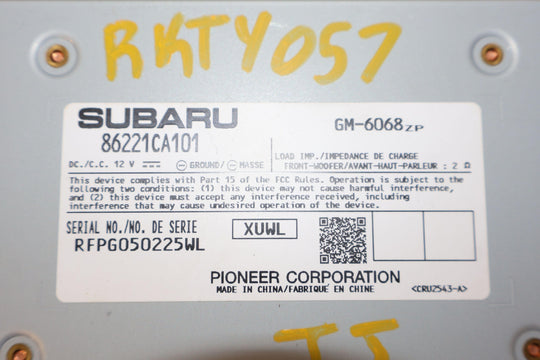 RKTY057
SUBARU
86221CA101
GM-6068ZP
DC./C.C. 12 V ⎓ ⊖ GROUND/⊖ MASSE
LOAD IMP./IMPEDANCE DE CHARGE
FRONT-WOOFER/AVANT-HAUT-PARLEUR : 2 Ω
This device complies with Part 15 of the FCC Rules. Operation is subject to the
following two conditions: (1) this device may not cause harmful interference,
and (2) this device must accept any interference received, including
interference that may cause undesired operation of the device.
SERIAL NO./NO. DE SERIE
RFPG050225WL
XUWL
PIONEER CORPORATION
MADE IN CHINA/FABRIQUÉ EN CHINE
<CRU2543-A>